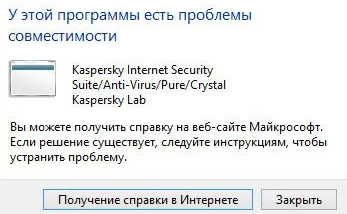 У этой программы есть проблемы
совместимости
Kaspersky Internet Security
Suite/Anti-Virus/Pure/Crystal
Kaspersky Lab
Вы можете получить справку на веб-сайте Майкрософт.
Если решение существует, следуйте инструкциям, чтобы
устранить проблему.
Получение справки в Интернете
Закрыть